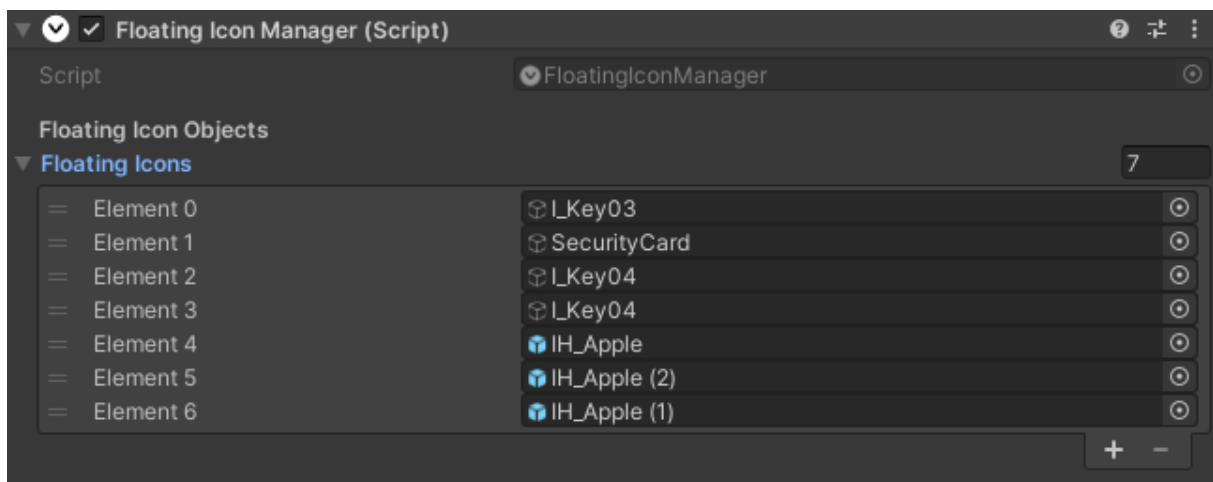 Floating Icon Manager (Script)
Script FloatingIconManager
Floating Icon Objects
Floating Icons 7
Element 0 I_Key03
Element 1 SecurityCard
Element 2 I_Key04
Element 3 I_Key04
Element 4 IH_Apple
Element 5 IH_Apple (2)
Element 6 IH_Apple (1)